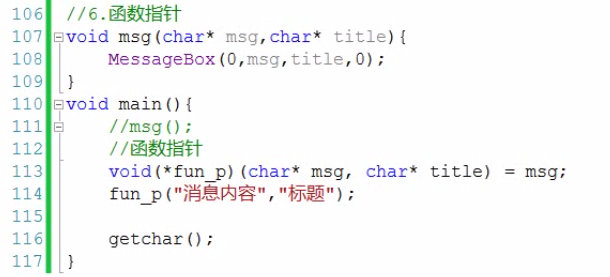 106 //6.函数指针
107 void msg(char* msg,char* title){
108     MessageBox(0,msg,title,0);
109 }
110 void main(){
111     //msg();
112     //函数指针
113     void(*fun_p)(char* msg, char* title) = msg;
114     fun_p("消息内容","标题");
115
116     getchar();
117 }